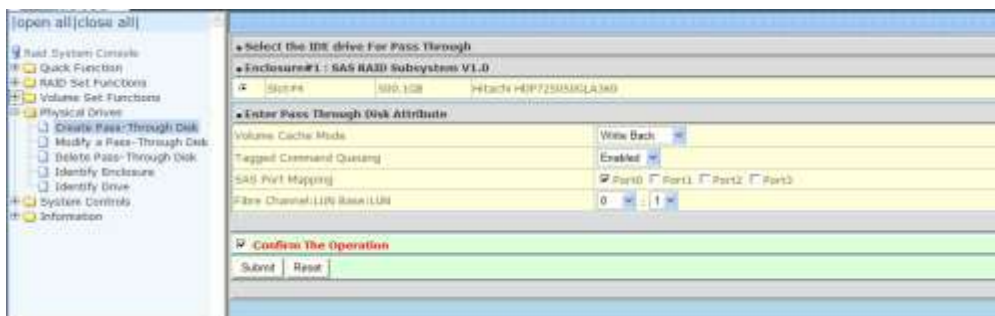 |open all|close all|
Raid System Console
Quick Function
RAID Set Functions
Volume Set Functions
Physical Drives
Create Pass-Through Disk
Modify a Pass-Through Disk
Delete Pass-Through Disk
Identify Enclosure
Identify Drive
System Controls
Information
Select the IDE drive For Pass Through
Enclosure#1 : SAS RAID Subsystem V1.0
Slot#4 500.1GB Hitachi HDP725050GLA360
Enter Pass Through Disk Attribute
Volume Cache Mode Write Back
Tagged Command Queuing Enabled
SAS Port Mapping Port0 Port1 Port2 Port3
Fibre Channel:LUN Base:LUN 0 : 1
Confirm The Operation
Submit Reset